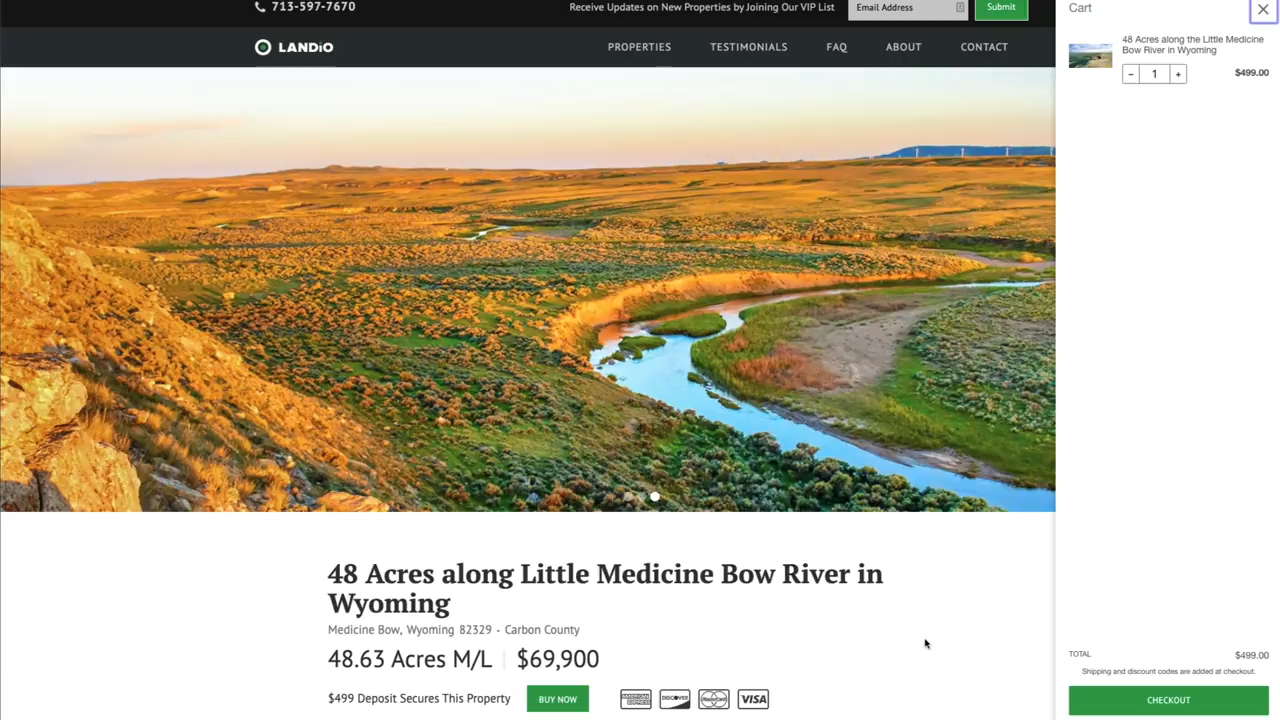 713-597-7670
Receive Updates on New Properties by Joining Our VIP List
Email Address
Submit
LANDiO
PROPERTIES
TESTIMONIALS
FAQ
ABOUT
CONTACT
Cart
48 Acres along the Little Medicine
Bow River in Wyoming
− 1 +
$499.00
48 Acres along Little Medicine Bow River in
Wyoming
Medicine Bow, Wyoming 82329 - Carbon County
48.63 Acres M/L | $69,900
$499 Deposit Secures This Property
BUY NOW
AMERICAN EXPRESS
DISCOVER
MasterCard
VISA
TOTAL
$499.00
Shipping and discount codes are added at checkout.
CHECKOUT